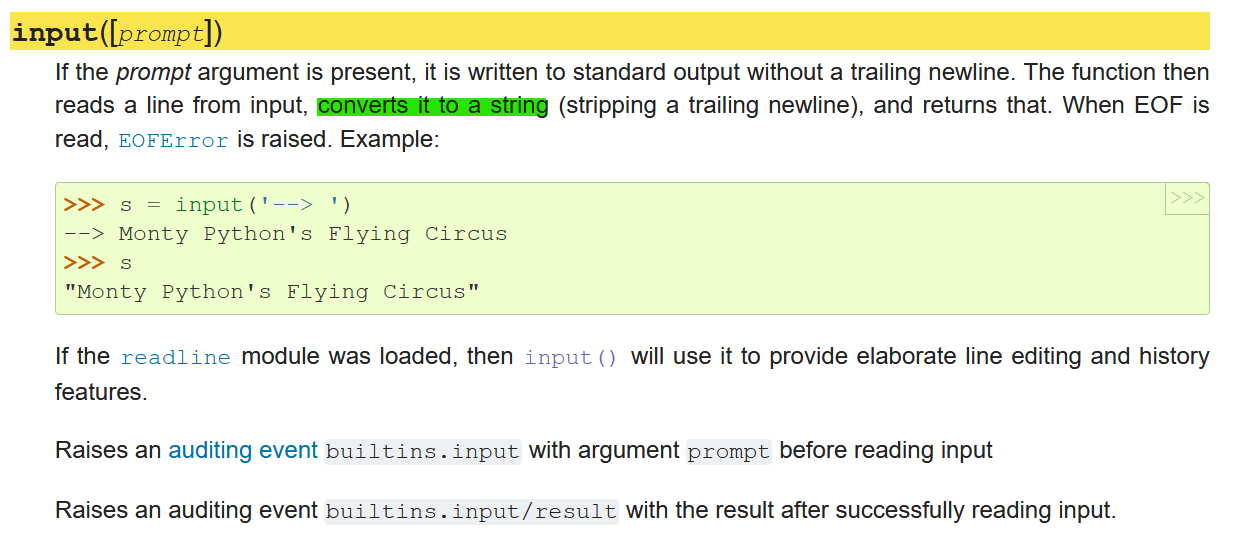 input([prompt])
If the prompt argument is present, it is written to standard output without a trailing newline. The function then
reads a line from input, converts it to a string (stripping a trailing newline), and returns that. When EOF is
read, EOFError is raised. Example:
>>> s = input('--> ')
>>>
--> Monty Python's Flying Circus
>>> s
"Monty Python's Flying Circus"
If the readline module was loaded, then input() will use it to provide elaborate line editing and history
features.
Raises an auditing event builtins.input with argument prompt before reading input
Raises an auditing event builtins.input/result with the result after successfully reading input.